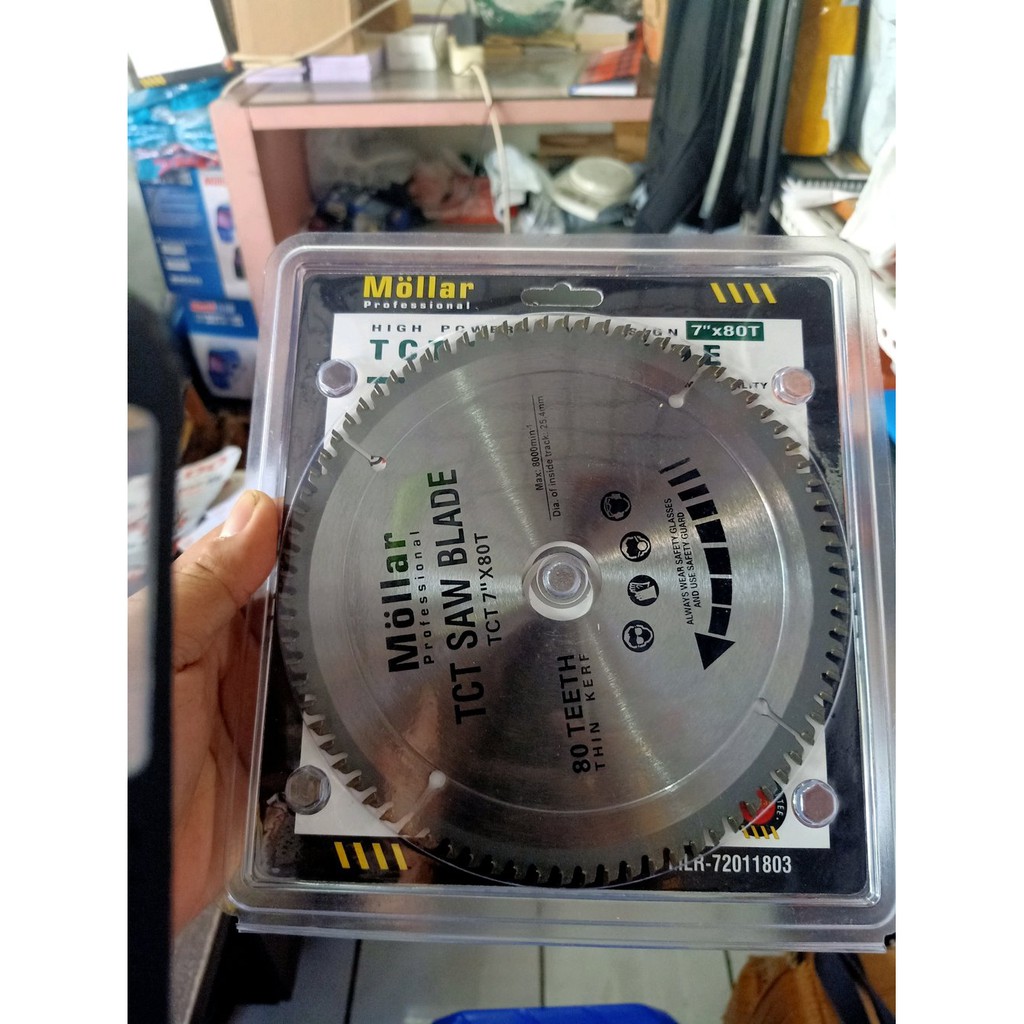 Möllar
Professional
HIGH POWER
7"x80T
TCT
E
Möllar
Professional
TCT SAW BLADE
TCT 7"X80T
Max: 8000min⁻¹
Dia. of inside track: 25.4mm
80 TEETH
THIN KERF
ALWAYS WEAR SAFETY GLASSES
AND USE SAFETY GUARD
MLR-72011803